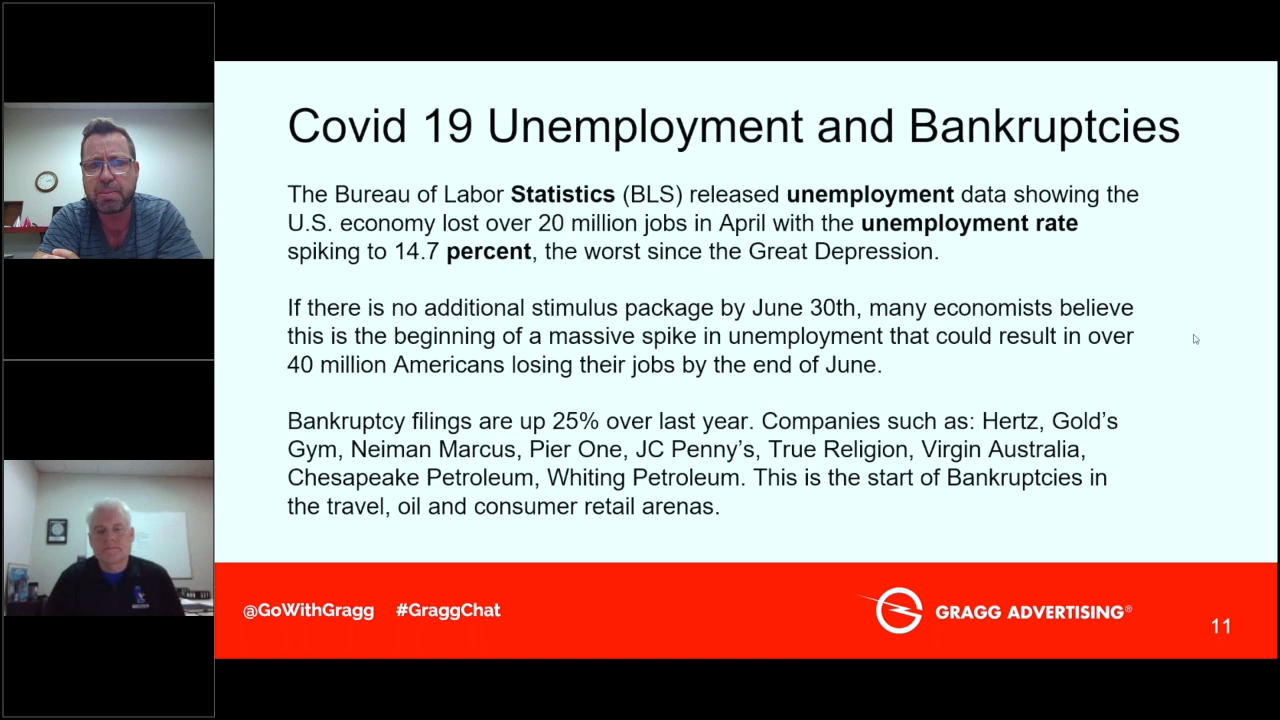 Covid 19 Unemployment and Bankruptcies
The Bureau of Labor Statistics (BLS) released unemployment data showing the
U.S. economy lost over 20 million jobs in April with the unemployment rate
spiking to 14.7 percent, the worst since the Great Depression.
If there is no additional stimulus package by June 30th, many economists believe
this is the beginning of a massive spike in unemployment that could result in over
40 million Americans losing their jobs by the end of June.
Bankruptcy filings are up 25% over last year. Companies such as: Hertz, Gold's
Gym, Neiman Marcus, Pier One, JC Penny's, True Religion, Virgin Australia,
Chesapeake Petroleum, Whiting Petroleum. This is the start of Bankruptcies in
the travel, oil and consumer retail arenas.
@GoWithGragg #GraggChat
GRAGG ADVERTISING®
11